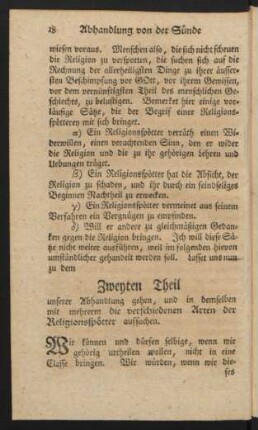 18 Abhandlung von der Sünde
wiesen voraus. Menschen also, die sich nicht scheuen
die Religion zu verspotten, die suchen sich auf die
Rechnung der allerheiligsten Dinge zu ihrer äusser-
sten Beschimpfung vor GOtt, vor ihrem Gewissen,
vor dem vernünftigsten Theil des menschlichen Ge-
schlechts, zu belustigen. Bemerket hier einige vor-
läufige Sätze, die der Begrif einer Religions-
spötterey mit sich bringet.
α) Ein Religionsspötter verräth einen Wi-
derwillen, einen verachtenden Sinn, den er wider
die Religion und die zu ihr gehörigen Lehren und
Uebungen träget.
β) Ein Religionsspötter hat die Absicht, der
Religion zu schaden, und ihr durch ein feindseliges
Beginnen Nachtheil zu erwecken.
γ) Ein Religionsspötter vermeinet aus seinem
Verfahren ein Vergnügen zu empfinden.
δ) Will er andere zu gleichmäßigen Gedan-
ken gegen die Religion bringen. Ich will diese Sä-
tze nicht weiter ausführen, weil im folgenden hievon
umständlicher gehandelt werden soll. Lasset uns nun
zu dem
Zweyten Theil
unserer Abhandlung gehen, und in demselben
mit mehreren die verschiedenen Arten der
Religionsspötter aufsuchen.
Wir können und dürfen selbige, wenn wir
gehörig urtheilen wollen, nicht in eine
Classe bringen. Wir würden, wenn wir die-
ses